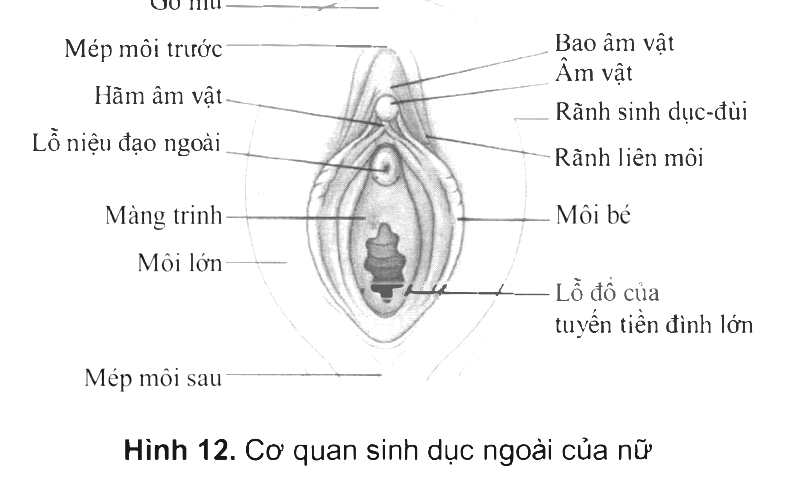 Gò mu
Mép môi trước
Bao âm vật
Âm vật
Hãm âm vật
Rãnh sinh dục-đùi
Lỗ niệu đạo ngoài
Rãnh liên môi
Màng trinh
Môi bé
Môi lớn
Lỗ đổ của
tuyến tiền đình lớn
Mép môi sau
Hình 12. Cơ quan sinh dục ngoài của nữ